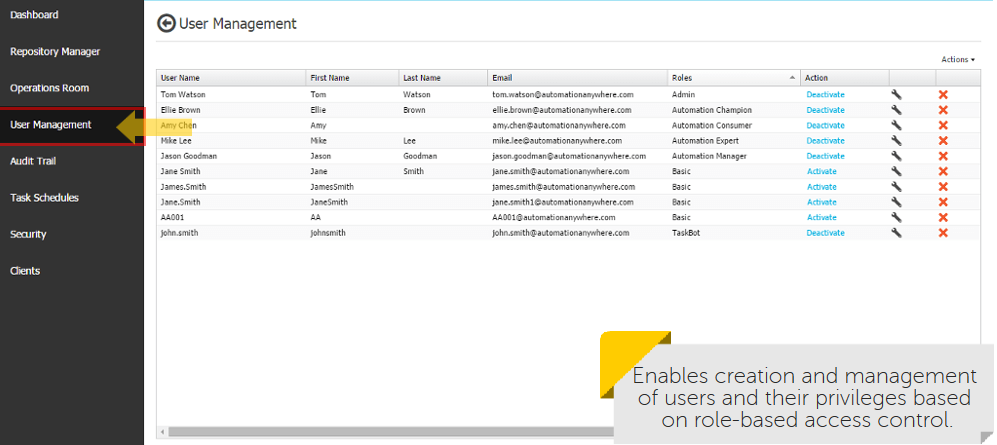 Dashboard
Repository Manager
Operations Room
User Management
Audit Trail
Task Schedules
Security
Clients
User Management
Actions
User Name First Name Last Name Email Roles Action
Tom Watson Tom Watson tom.watson@automationanywhere.com Admin Deactivate
Ellie Brown Ellie Brown ellie.brown@automationanywhere.com Automation Champion Deactivate
Amy Chen Amy amy.chen@automationanywhere.com Automation Consumer Deactivate
Mike Lee Mike Lee mike.lee@automationanywhere.com Automation Expert Deactivate
Jason Goodman Jason Goodman jason.goodman@automationanywhere.com Automation Manager Deactivate
Jane Smith Jane Smith jane.smith@automationanywhere.com Basic Activate
James.Smith JamesSmith james.smith@automationanywhere.com Basic Activate
Jane.Smith JaneSmith jane.smith1@automationanywhere.com Basic Activate
AA001 AA AA001@automationanywhere.com Basic Activate
john.smith johnsmith john.smith@automationanywhere.com TaskBot Deactivate
Enables creation and management
of users and their privileges based
on role-based access control.